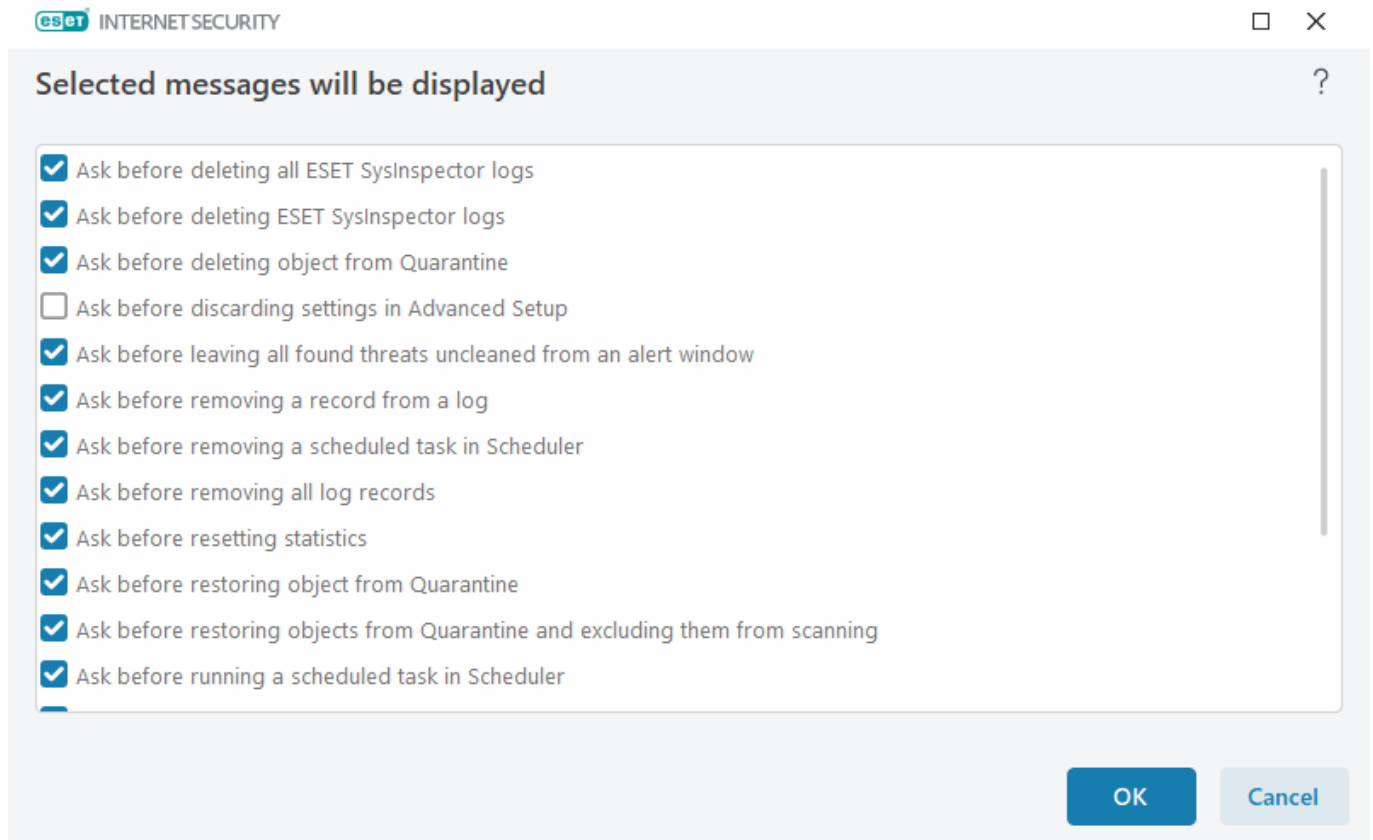 eset INTERNET SECURITY
Selected messages will be displayed
?
Ask before deleting all ESET SysInspector logs
Ask before deleting ESET SysInspector logs
Ask before deleting object from Quarantine
Ask before discarding settings in Advanced Setup
Ask before leaving all found threats uncleaned from an alert window
Ask before removing a record from a log
Ask before removing a scheduled task in Scheduler
Ask before removing all log records
Ask before resetting statistics
Ask before restoring object from Quarantine
Ask before restoring objects from Quarantine and excluding them from scanning
Ask before running a scheduled task in Scheduler
OK Cancel